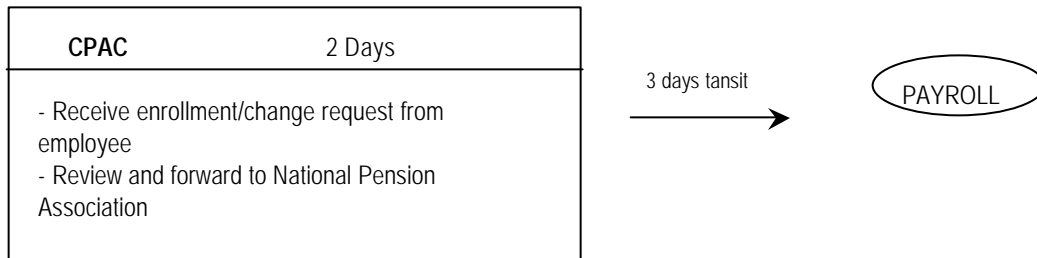 CPAC 2 Days
- Receive enrollment/change request from
employee
- Review and forward to National Pension
Association
3 days tansit
PAYROLL